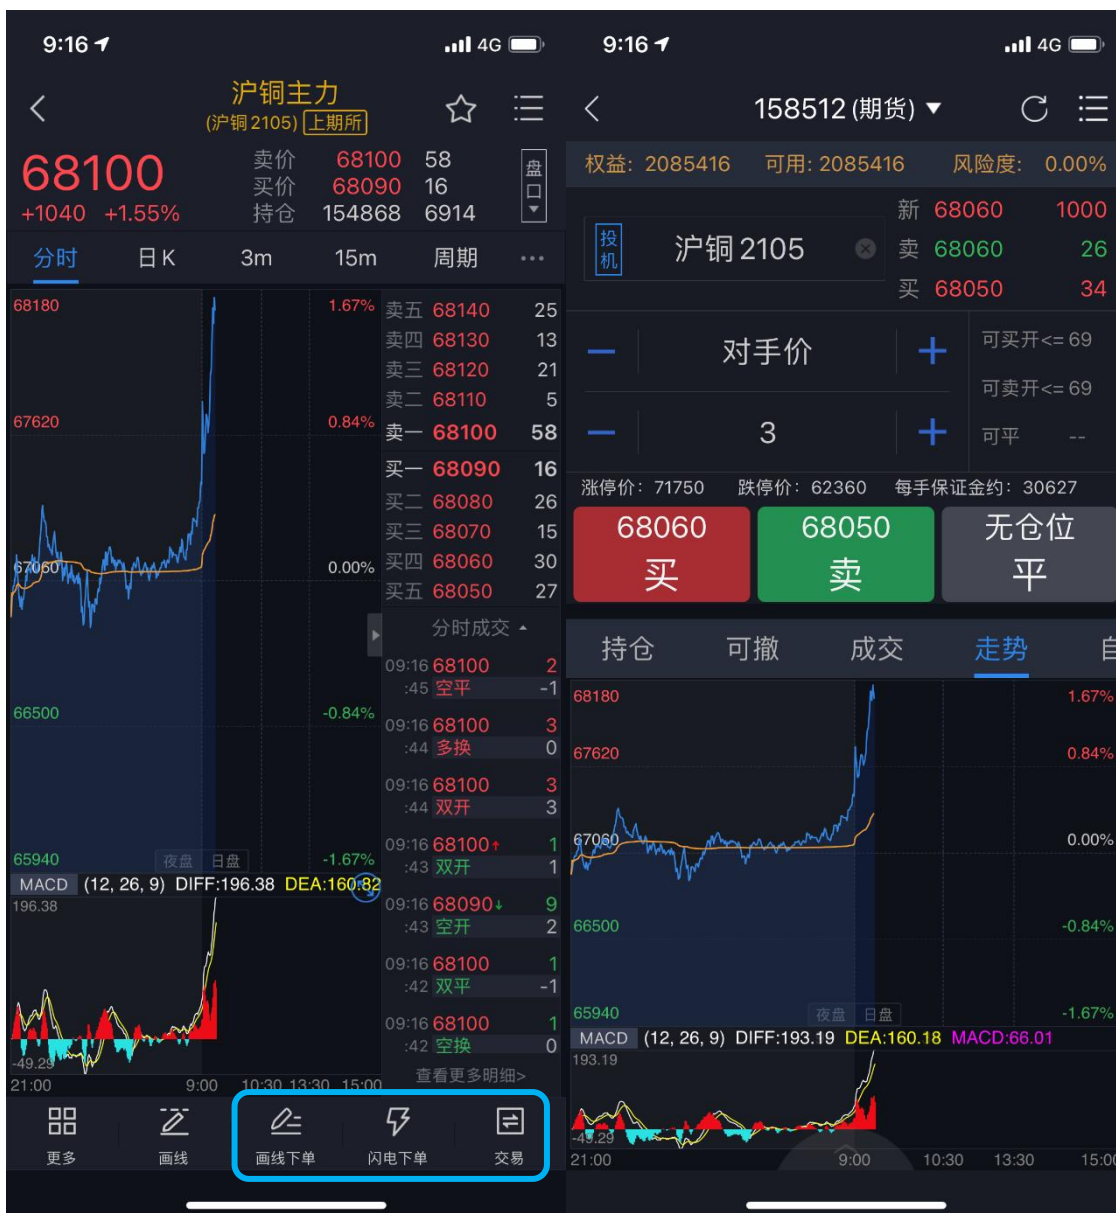 9:16
4G
沪铜主力
(沪铜2105) 上期所
68100
+1040 +1.55%
卖价 68100 58
买价 68090 16
持仓 154868 6914
盘口
分时 日K 3m 15m 周期
68180 1.67%
67620 0.84%
67060 0.00%
66500 -0.84%
65940 夜盘 日盘 -1.67%
卖五 68140 25
卖四 68130 13
卖三 68120 21
卖二 68110 5
卖一 68100 58
买一 68090 16
买二 68080 26
买三 68070 15
买四 68060 30
买五 68050 27
分时成交
09:16 68100 2
:45 空平 -1
09:16 68100 3
:44 多换 0
09:16 68100 3
:44 双开 3
09:16 68100↑ 1
:43 双开 1
09:16 68090↓ 9
:43 空开 2
09:16 68100 1
:42 双平 -1
09:16 68100 1
:42 空换 0
查看更多明细>
MACD (12, 26, 9) DIFF:196.38 DEA:160.82
196.38
-49.29
21:00 9:00 10:30 13:30 15:00
更多 画线 画线下单 闪电下单 交易
9:16
4G
158512 (期货)
权益: 2085416 可用: 2085416 风险度: 0.00%
投机 沪铜2105
新 68060 1000
卖 68060 26
买 68050 34
对手价
3
可买开<= 69
可卖开<= 69
可平 --
涨停价: 71750 跌停价: 62360 每手保证金约: 30627
68060 68050 无仓位
买 卖 平
持仓 可撤 成交 走势
68180 1.67%
67620 0.84%
67060 0.00%
66500 -0.84%
65940 夜盘 日盘 -1.67%
MACD (12, 26, 9) DIFF:193.19 DEA:160.18 MACD:66.01
193.19
-49.29
21:00 9:00 10:30 13:30 15:00